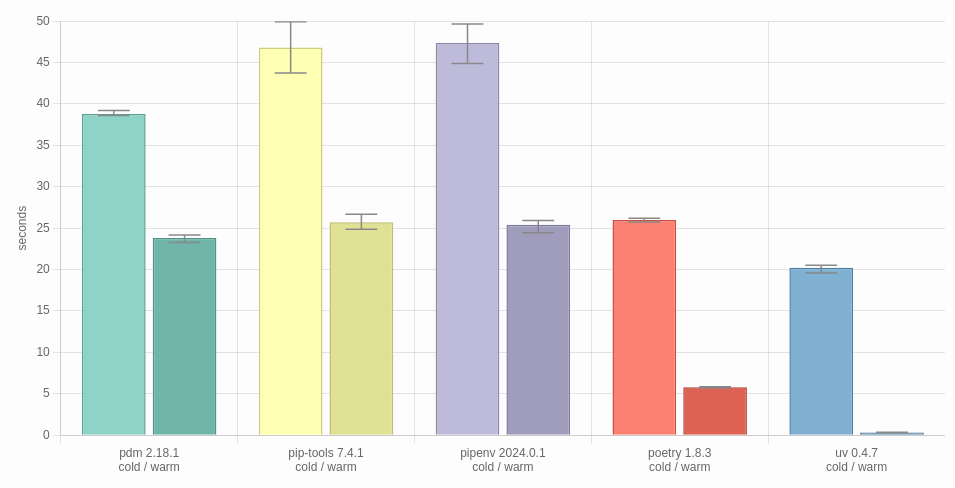 50
45
40
35
30
25
20
15
10
5
0
seconds
pdm 2.18.1
cold / warm
pip-tools 7.4.1
cold / warm
pipenv 2024.0.1
cold / warm
poetry 1.8.3
cold / warm
uv 0.4.7
cold / warm